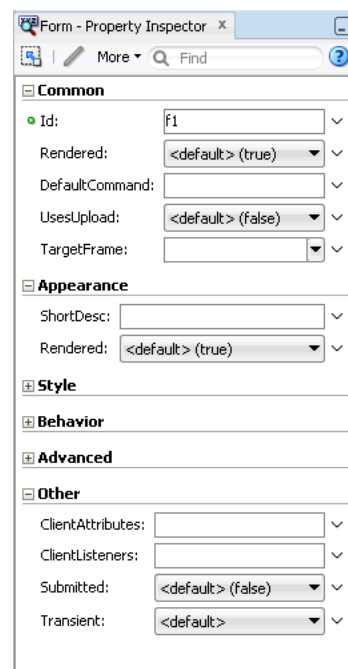 Form - Property Inspector x
More Find ?
Common
Id: f1
Rendered: <default> (true)
DefaultCommand:
UsesUpload: <default> (false)
TargetFrame:
Appearance
ShortDesc:
Rendered: <default> (true)
Style
Behavior
Advanced
Other
ClientAttributes:
ClientListeners:
Submitted: <default> (false)
Transient: <default>